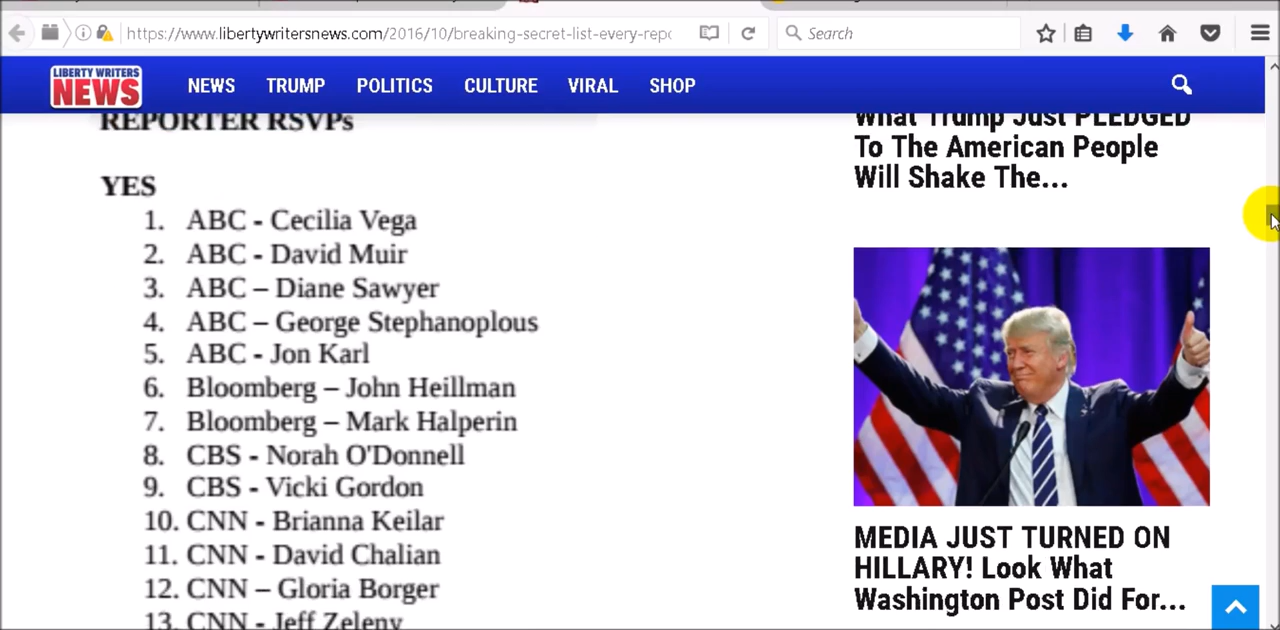 https://www.libertywritersnews.com/2016/10/breaking-secret-list-every-repo
Search
LIBERTY WRITERS
NEWS
NEWS TRUMP POLITICS CULTURE VIRAL SHOP
REPORTER RSVPs
YES
1. ABC - Cecilia Vega
2. ABC - David Muir
3. ABC – Diane Sawyer
4. ABC – George Stephanoplous
5. ABC - Jon Karl
6. Bloomberg – John Heillman
7. Bloomberg – Mark Halperin
8. CBS - Norah O'Donnell
9. CBS - Vicki Gordon
10. CNN - Brianna Keilar
11. CNN - David Chalian
12. CNN – Gloria Borger
13. CNN - Jeff Zeleny
What Trump Just PLEDGED
To The American People
Will Shake The...
MEDIA JUST TURNED ON
HILLARY! Look What
Washington Post Did For...